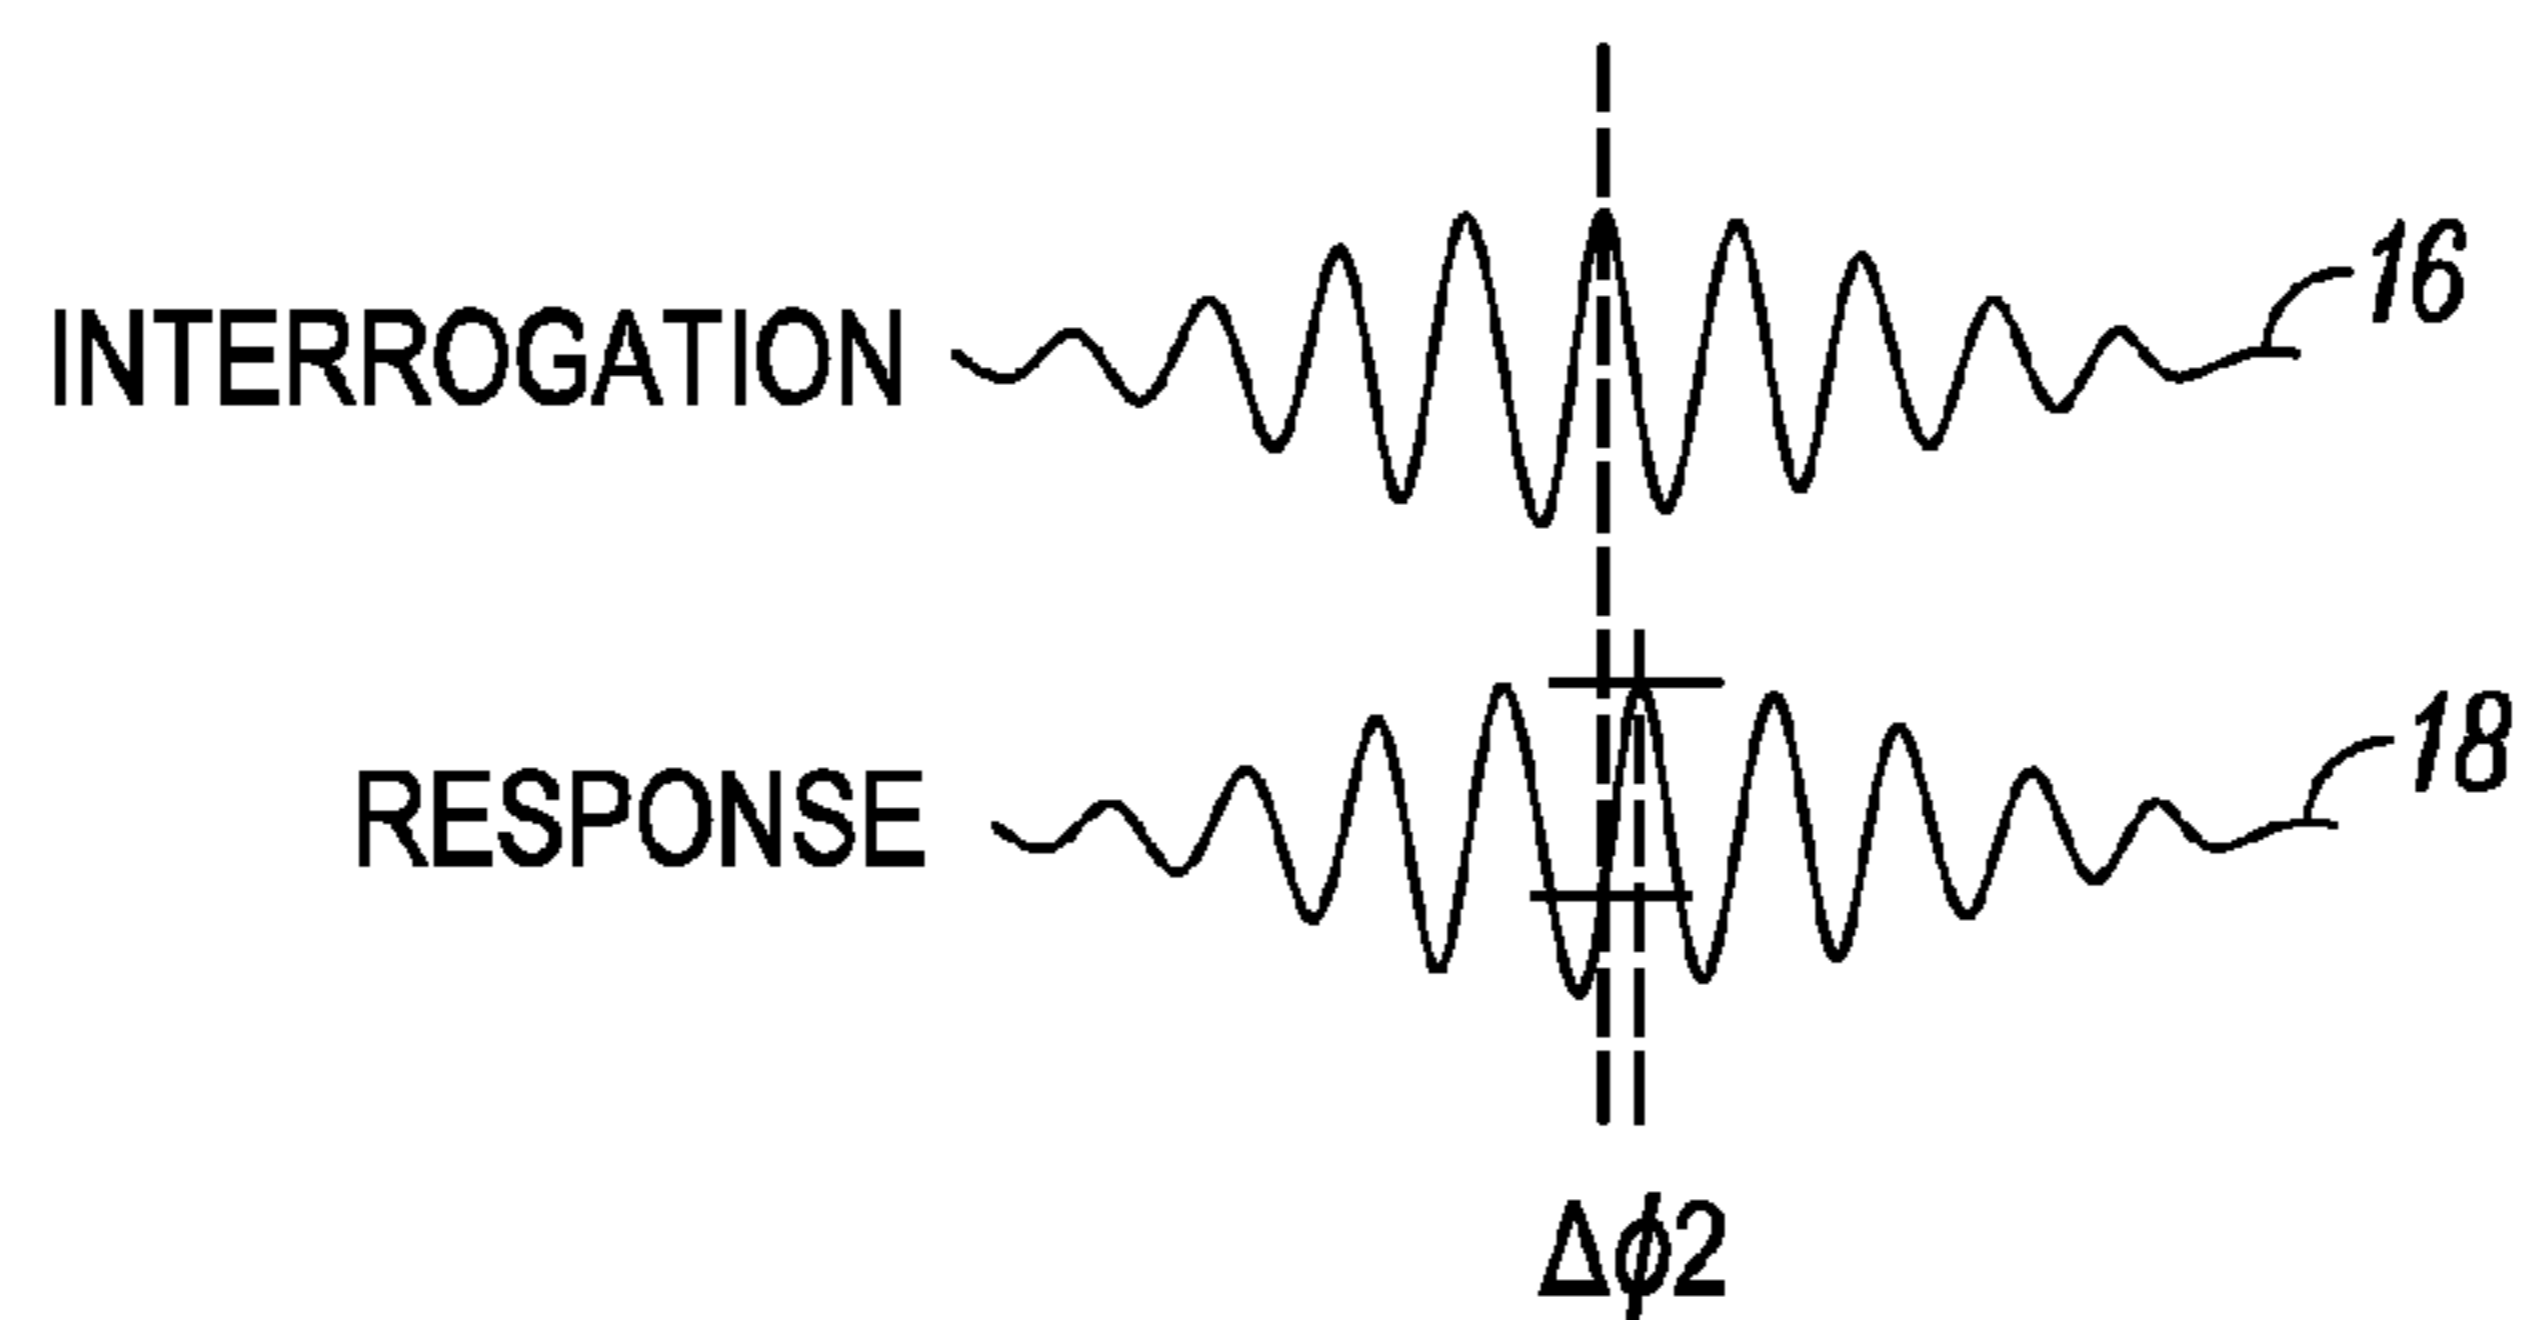 16
INTERROGATION
18
RESPONSE
Δϕ2